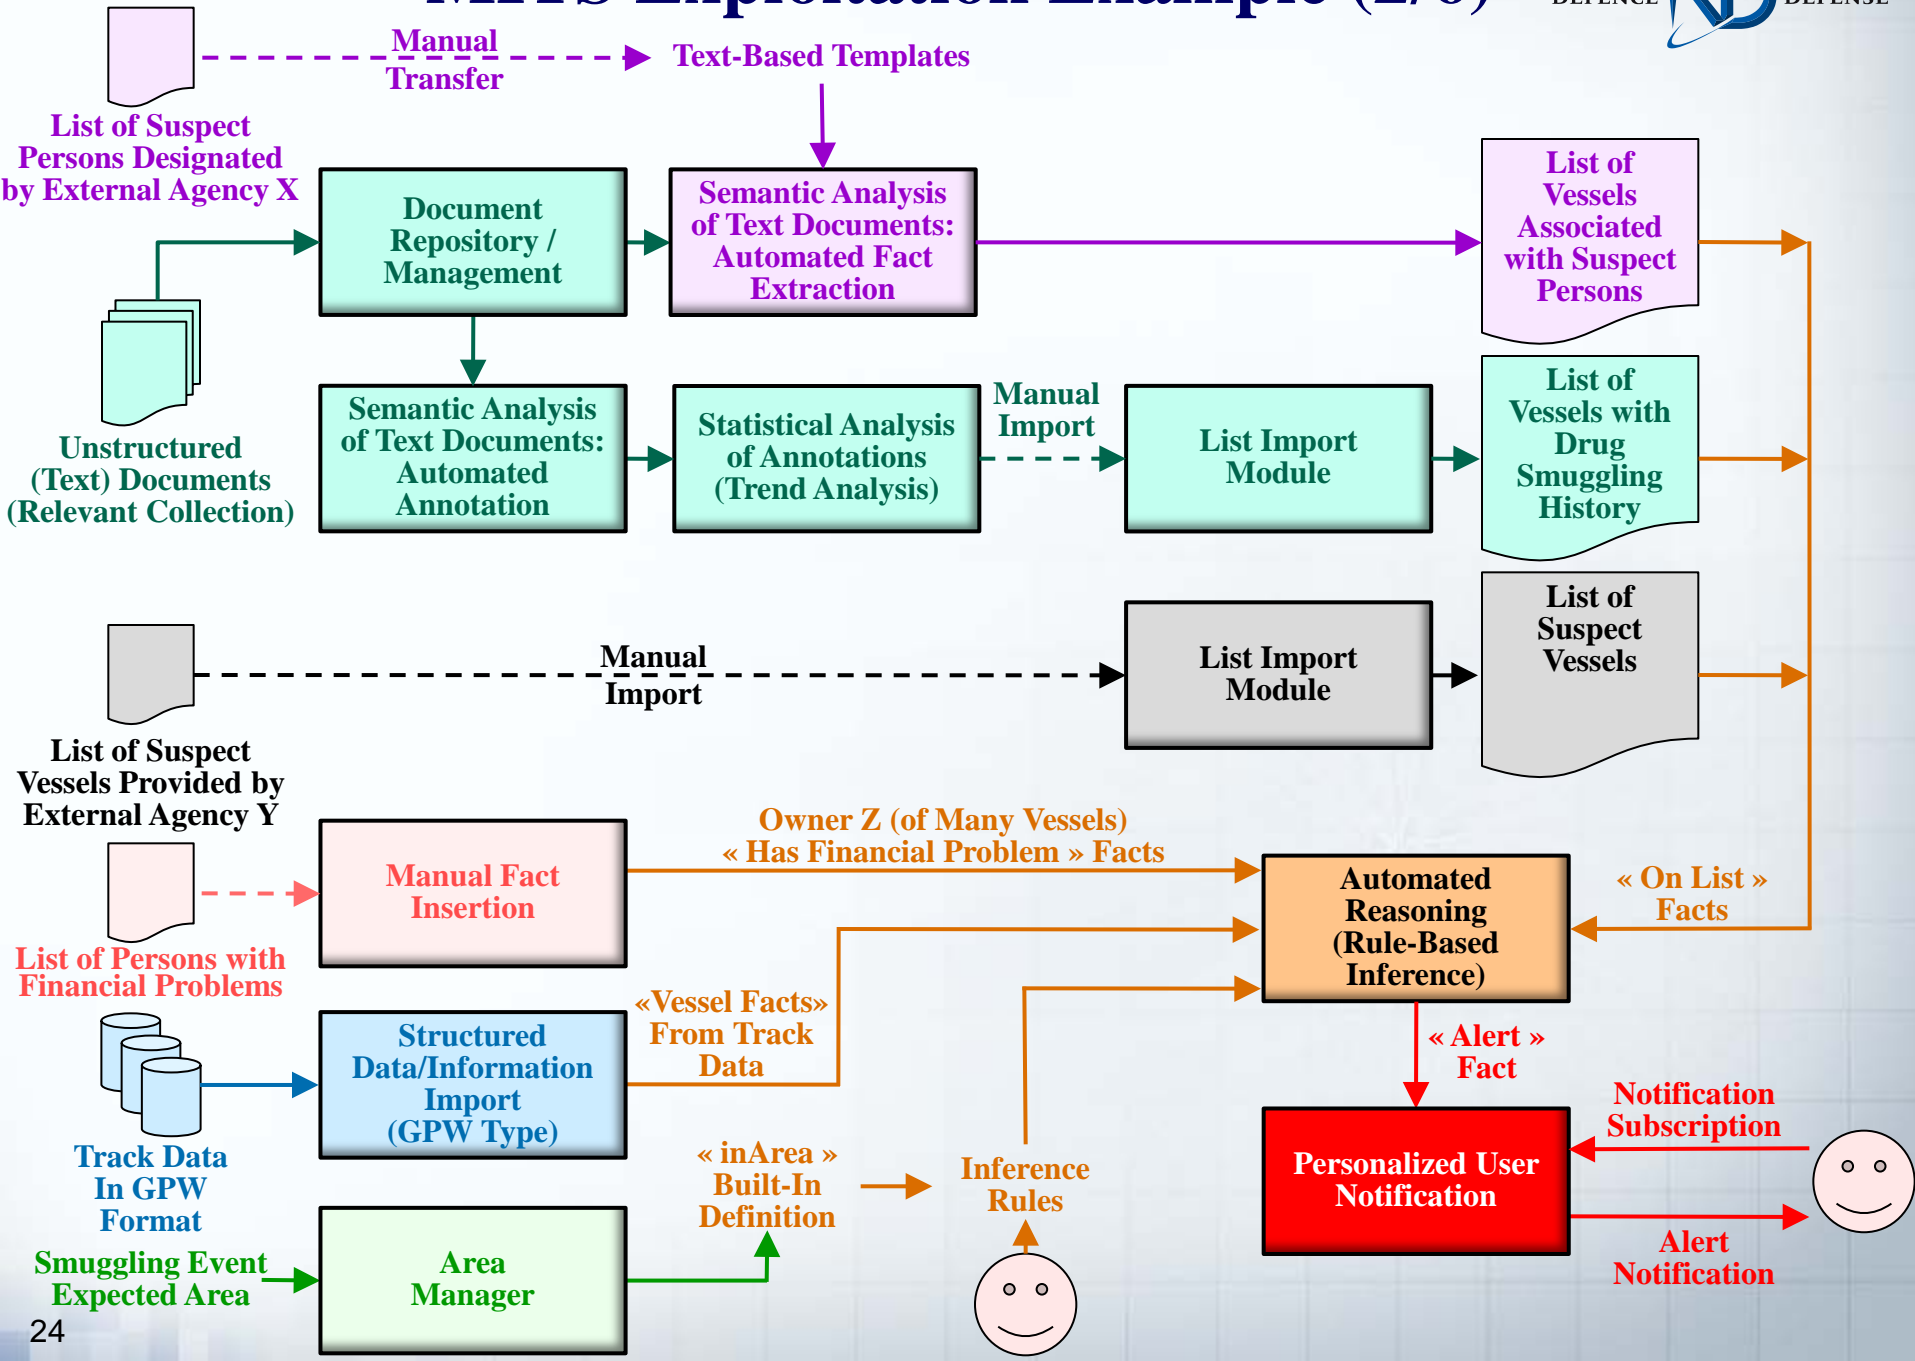 DEFENCE
DEFENSE
Manual
Transfer
Text-Based Templates
List of Suspect
Persons Designated
by External Agency X
Document
Repository /
Management
Semantic Analysis
of Text Documents:
Automated Fact
Extraction
List of
Vessels
Associated
with Suspect
Persons
Unstructured
(Text) Documents
(Relevant Collection)
Semantic Analysis
of Text Documents:
Automated
Annotation
Statistical Analysis
of Annotations
(Trend Analysis)
Manual
Import
List Import
Module
List of
Vessels with
Drug
Smuggling
History
Manual
Import
List Import
Module
List of
Suspect
Vessels
List of Suspect
Vessels Provided by
External Agency Y
Manual Fact
Insertion
Owner Z (of Many Vessels)
« Has Financial Problem » Facts
Automated
Reasoning
(Rule-Based
Inference)
« On List »
Facts
List of Persons with
Financial Problems
Structured
Data/Information
Import
(GPW Type)
«Vessel Facts»
From Track
Data
« Alert »
Fact
Track Data
In GPW
Format
« inArea »
Built-In
Definition
Inference
Rules
Personalized User
Notification
Notification
Subscription
Alert
Notification
Smuggling Event
Expected Area
Area
Manager
24